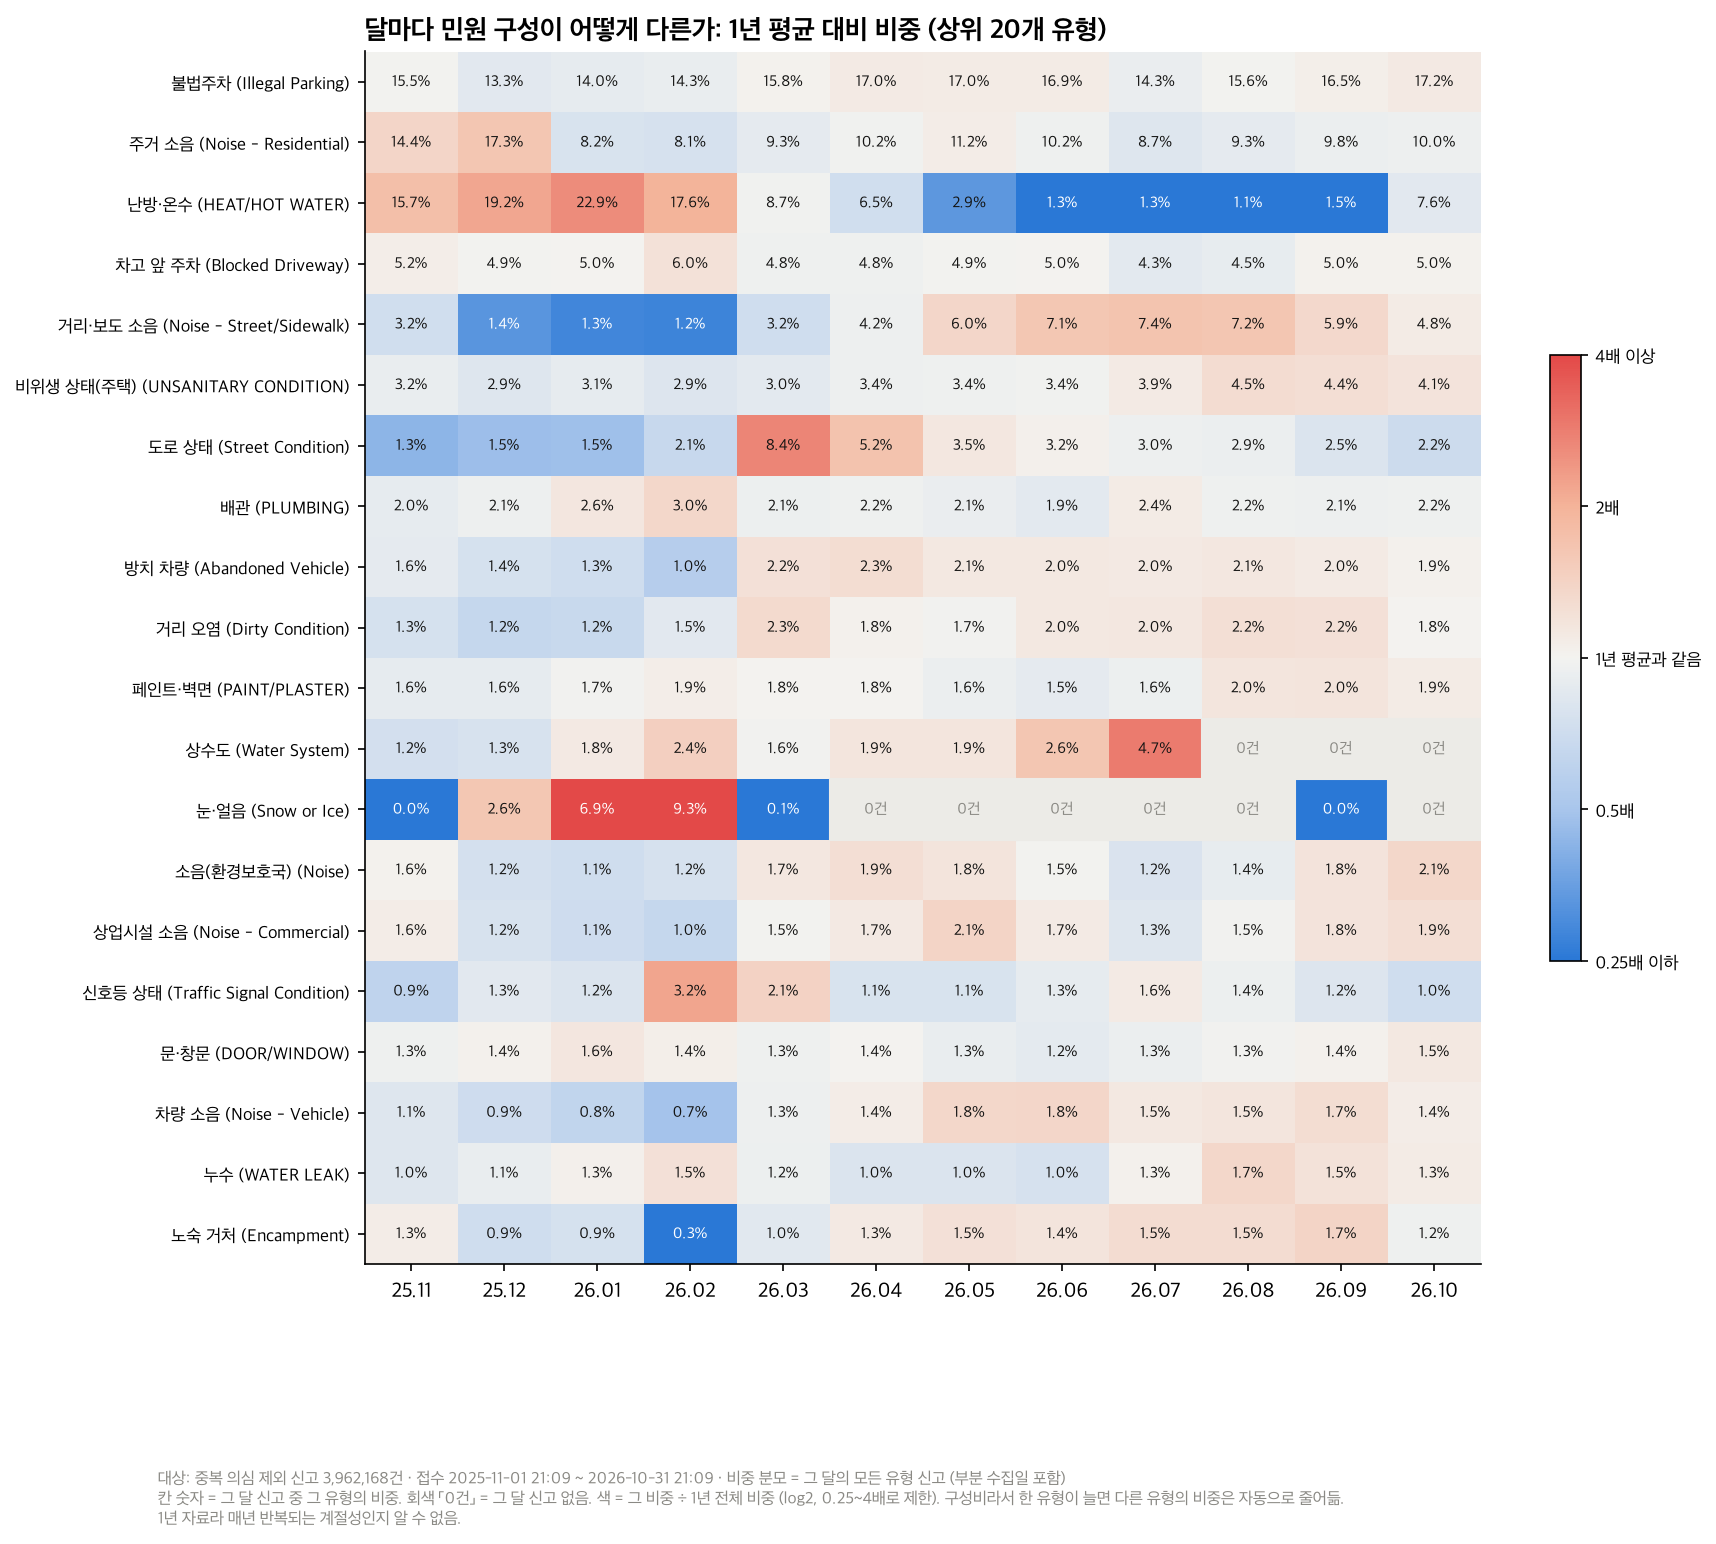 달마다 민원 구성이 어떻게 다른가: 1년 평균 대비 비중 (상위 20개 유형)
불법주차 (Illegal Parking) 15.5% 13.3% 14.0% 14.3% 15.8% 17.0% 17.0% 16.9% 14.3% 15.6% 16.5% 17.2%
주거 소음 (Noise - Residential) 14.4% 17.3% 8.2% 8.1% 9.3% 10.2% 11.2% 10.2% 8.7% 9.3% 9.8% 10.0%
난방·온수 (HEAT/HOT WATER) 15.7% 19.2% 22.9% 17.6% 8.7% 6.5% 2.9% 1.3% 1.3% 1.1% 1.5% 7.6%
차고 앞 주차 (Blocked Driveway) 5.2% 4.9% 5.0% 6.0% 4.8% 4.8% 4.9% 5.0% 4.3% 4.5% 5.0% 5.0%
거리·보도 소음 (Noise - Street/Sidewalk) 3.2% 1.4% 1.3% 1.2% 3.2% 4.2% 6.0% 7.1% 7.4% 7.2% 5.9% 4.8%
비위생 상태(주택) (UNSANITARY CONDITION) 3.2% 2.9% 3.1% 2.9% 3.0% 3.4% 3.4% 3.4% 3.9% 4.5% 4.4% 4.1%
도로 상태 (Street Condition) 1.3% 1.5% 1.5% 2.1% 8.4% 5.2% 3.5% 3.2% 3.0% 2.9% 2.5% 2.2%
배관 (PLUMBING) 2.0% 2.1% 2.6% 3.0% 2.1% 2.2% 2.1% 1.9% 2.4% 2.2% 2.1% 2.2%
방치 차량 (Abandoned Vehicle) 1.6% 1.4% 1.3% 1.0% 2.2% 2.3% 2.1% 2.0% 2.0% 2.1% 2.0% 1.9%
거리 오염 (Dirty Condition) 1.3% 1.2% 1.2% 1.5% 2.3% 1.8% 1.7% 2.0% 2.0% 2.2% 2.2% 1.8%
페인트·벽면 (PAINT/PLASTER) 1.6% 1.6% 1.7% 1.9% 1.8% 1.8% 1.6% 1.5% 1.6% 2.0% 2.0% 1.9%
상수도 (Water System) 1.2% 1.3% 1.8% 2.4% 1.6% 1.9% 1.9% 2.6% 4.7% 0건 0건 0건
눈·얼음 (Snow or Ice) 0.0% 2.6% 6.9% 9.3% 0.1% 0건 0건 0건 0건 0건 0.0% 0건
소음(환경보호국) (Noise) 1.6% 1.2% 1.1% 1.2% 1.7% 1.9% 1.8% 1.5% 1.2% 1.4% 1.8% 2.1%
상업시설 소음 (Noise - Commercial) 1.6% 1.2% 1.1% 1.0% 1.5% 1.7% 2.1% 1.7% 1.3% 1.5% 1.8% 1.9%
신호등 상태 (Traffic Signal Condition) 0.9% 1.3% 1.2% 3.2% 2.1% 1.1% 1.1% 1.3% 1.6% 1.4% 1.2% 1.0%
문·창문 (DOOR/WINDOW) 1.3% 1.4% 1.6% 1.4% 1.3% 1.4% 1.3% 1.2% 1.3% 1.3% 1.4% 1.5%
차량 소음 (Noise - Vehicle) 1.1% 0.9% 0.8% 0.7% 1.3% 1.4% 1.8% 1.8% 1.5% 1.5% 1.7% 1.4%
누수 (WATER LEAK) 1.0% 1.1% 1.3% 1.5% 1.2% 1.0% 1.0% 1.0% 1.3% 1.7% 1.5% 1.3%
노숙 거처 (Encampment) 1.3% 0.9% 0.9% 0.3% 1.0% 1.3% 1.5% 1.4% 1.5% 1.5% 1.7% 1.2%
25.11 25.12 26.01 26.02 26.03 26.04 26.05 26.06 26.07 26.08 26.09 26.10
4배 이상
2배
1년 평균과 같음
0.5배
0.25배 이하
대상: 중복 의심 제외 신고 3,962,168건 · 접수 2025-11-01 21:09 ~ 2026-10-31 21:09 · 비중 분모 = 그 달의 모든 유형 신고 (부분 수집일 포함)
칸 숫자 = 그 달 신고 중 그 유형의 비중. 회색 「0건」 = 그 달 신고 없음. 색 = 그 비중 ÷ 1년 전체 비중 (log2, 0.25~4배로 제한). 구성비라서 한 유형이 늘면 다른 유형의 비중은 자동으로 줄어듦.
1년 자료라 매년 반복되는 계절성인지 알 수 없음.